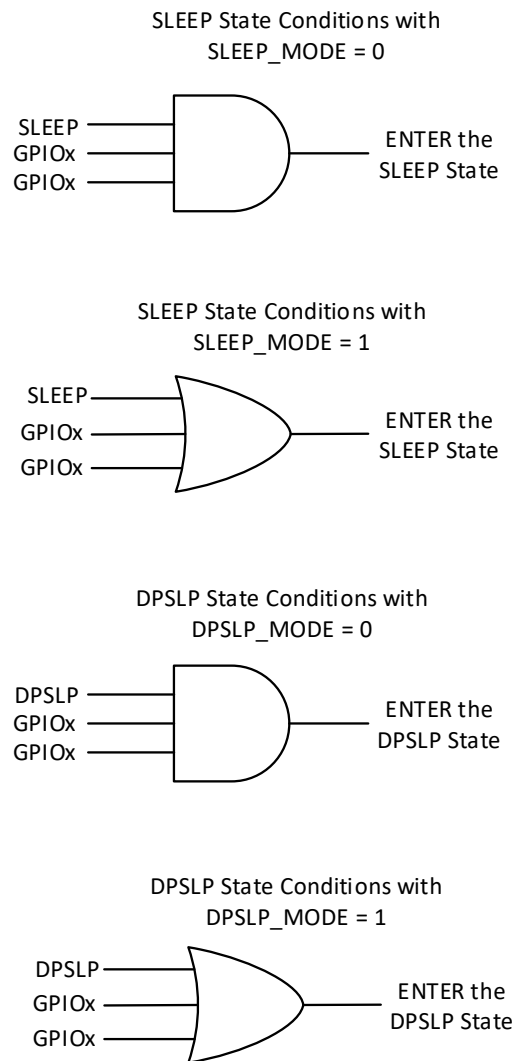 SLEEP State Conditions with
SLEEP_MODE = 0
SLEEP
GPIOx
GPIOx
ENTER the
SLEEP State
SLEEP State Conditions with
SLEEP_MODE = 1
SLEEP
GPIOx
GPIOx
ENTER the
SLEEP State
DPSLP State Conditions with
DPSLP_MODE = 0
DPSLP
GPIOx
GPIOx
ENTER the
DPSLP State
DPSLP State Conditions with
DPSLP_MODE = 1
DPSLP
GPIOx
GPIOx
ENTER the
DPSLP State